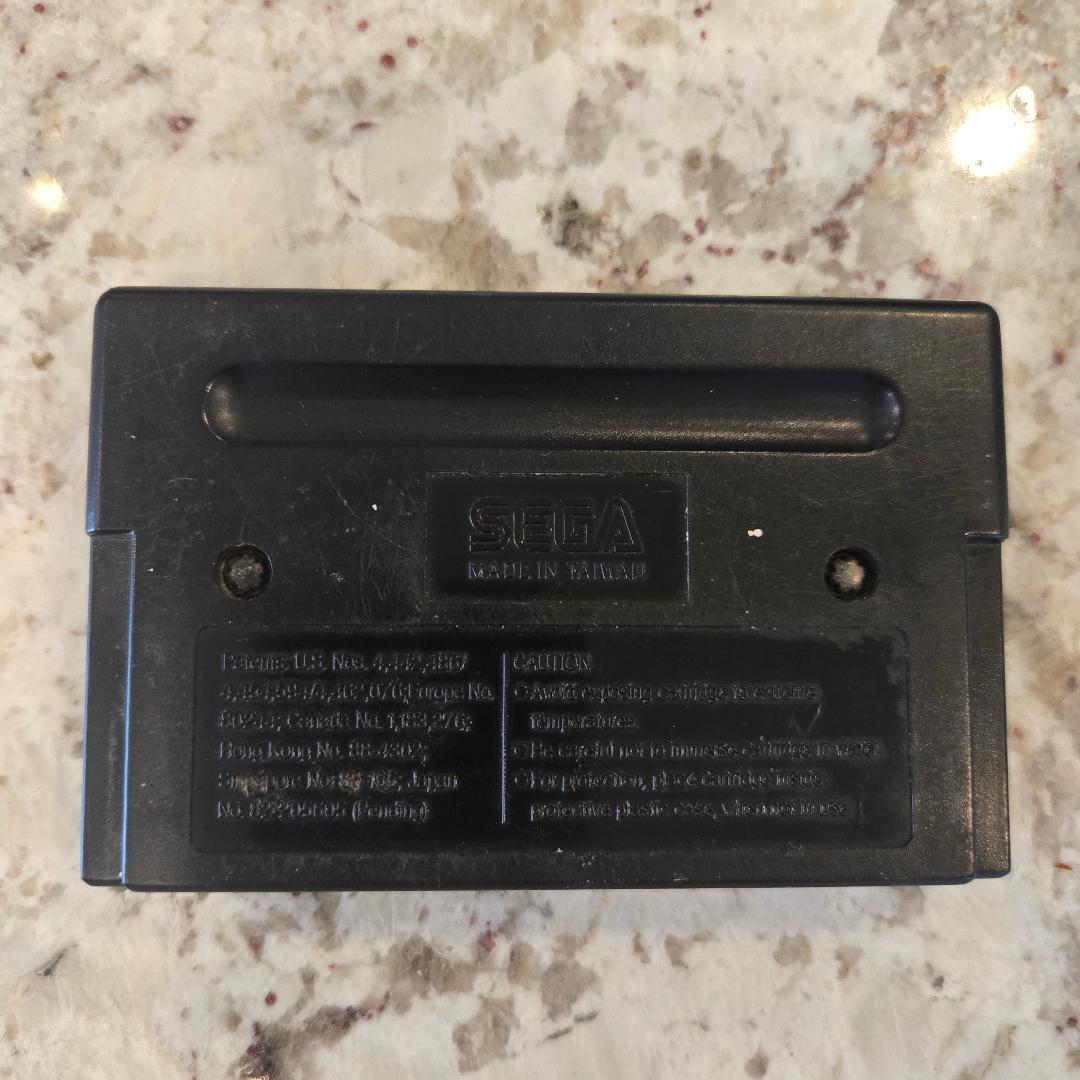 SEGA
MADE IN TAIWAN
Patents: U.S. Nos. 4,442,486/
4,454,594/4,462,076; Europe No.
80244; Canada No. 1,183,276;
Hong Kong No. 88-4302;
Singapore No. 88-155; Japan
No. 82-205605 (Pending)
CAUTION
Avoid exposing cartridge to extreme
temperatures.
Be careful not to immerse cartridge to water.
For protection, place cartridge inside
protective plastic case, when not in use